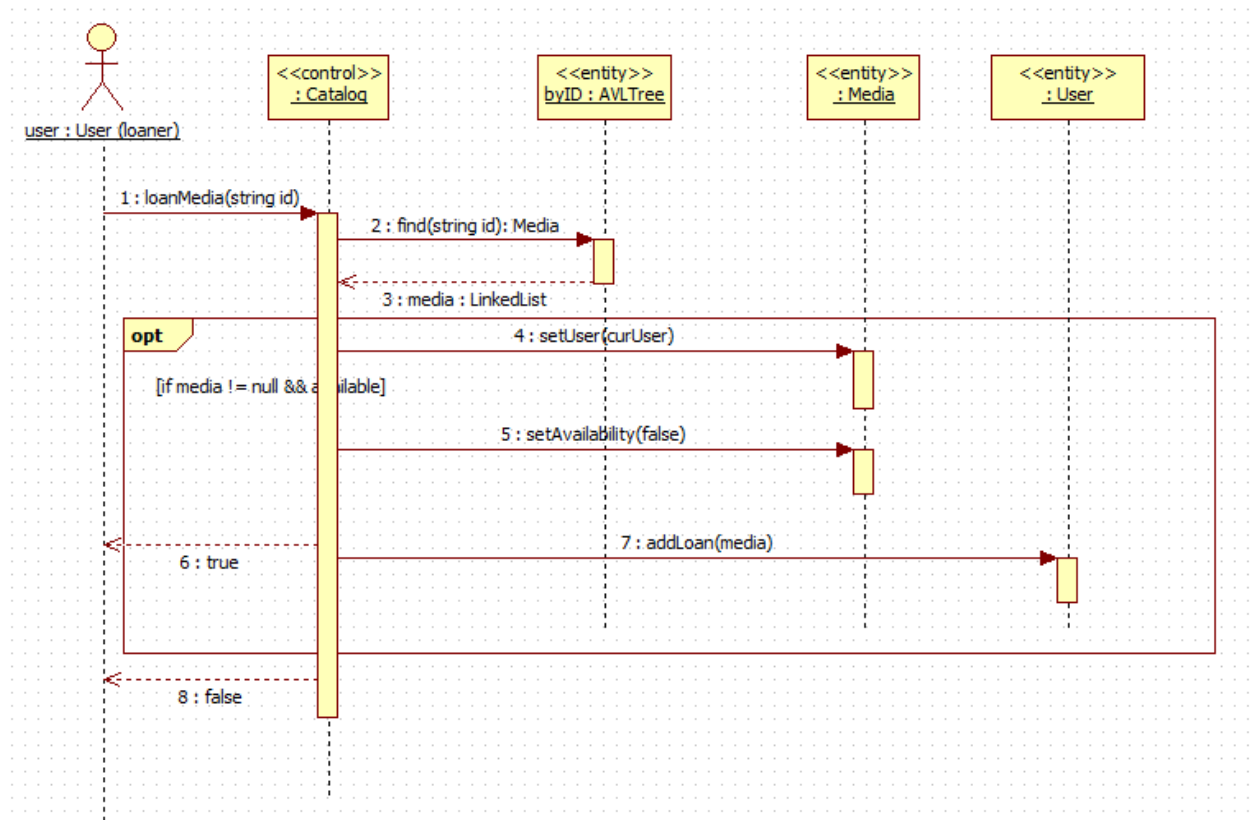 <<control>>
: Catalog
<<entity>>
byID : AVLTree
<<entity>>
: Media
<<entity>>
: User
user : User (loaner)
1 : loanMedia(string id)
2 : find(string id): Media
3 : media : LinkedList
opt
4 : setUser(curUser)
[if media != null && available]
5 : setAvailability(false)
7 : addLoan(media)
6 : true
8 : false